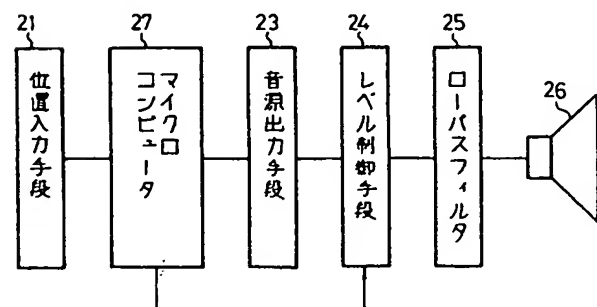 21
27
23
24
25
26
位置入力手段
マイクロ
コンピュータ
音源出力手段
レベル制御手段
ローパスフィルタ